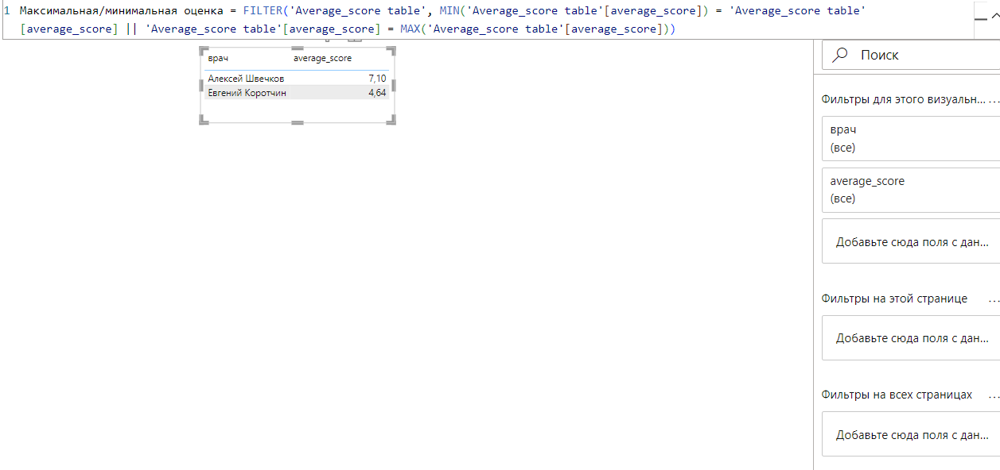 1 Максимальная/минимальная оценка = FILTER('Average_score table', MIN('Average_score table'[average_score]) = 'Average_score table'
[average_score] || 'Average_score table'[average_score] = MAX('Average_score table'[average_score]))
врач average_score
Алексей Швечков 7,10
Евгений Коротчин 4,64
Поиск
Фильтры для этого визуальн... ...
врач
(все)
average_score
(все)
Добавьте сюда поля с дан...
Фильтры на этой странице ...
Добавьте сюда поля с дан...
Фильтры на всех страницах ...
Добавьте сюда поля с дан...